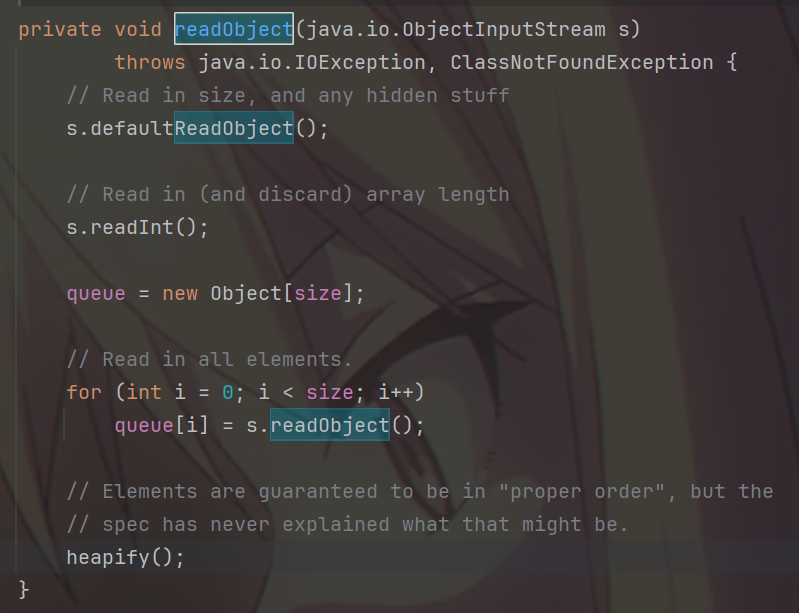 private void readObject(java.io.ObjectInputStream s)
        throws java.io.IOException, ClassNotFoundException {
    // Read in size, and any hidden stuff
    s.defaultReadObject();
    // Read in (and discard) array length
    s.readInt();
    queue = new Object[size];
    // Read in all elements.
    for (int i = 0; i < size; i++)
        queue[i] = s.readObject();
    // Elements are guaranteed to be in "proper order", but the
    // spec has never explained what that might be.
    heapify();
}